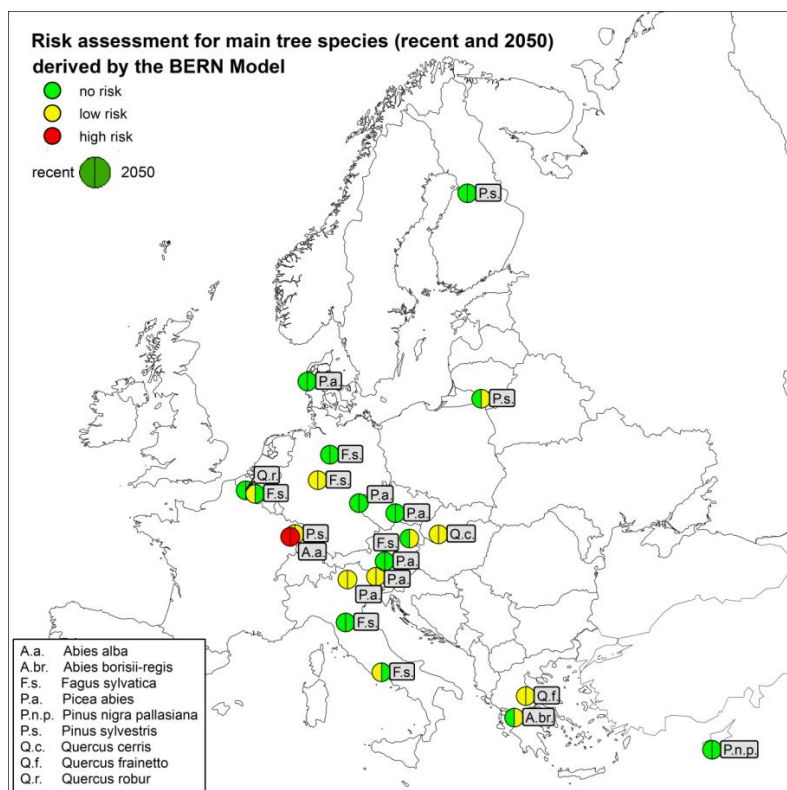 Risk assessment for main tree species (recent and 2050)
derived by the BERN Model
no risk
low risk
high risk
recent 2050
P.s.
P.a.
P.s.
F.s.
Q.r.
F.s.
F.s.
P.a.
P.a.
P.s.
F.s.
Q.c.
A.a.
P.a.
P.a.
P.a.
F.s.
F.s.
Q.f.
A.br.
P.n.p.
A.a. Abies alba
A.br. Abies borisii-regis
F.s. Fagus sylvatica
P.a. Picea abies
P.n.p. Pinus nigra pallasiana
P.s. Pinus sylvestris
Q.c. Quercus cerris
Q.f. Quercus frainetto
Q.r. Quercus robur